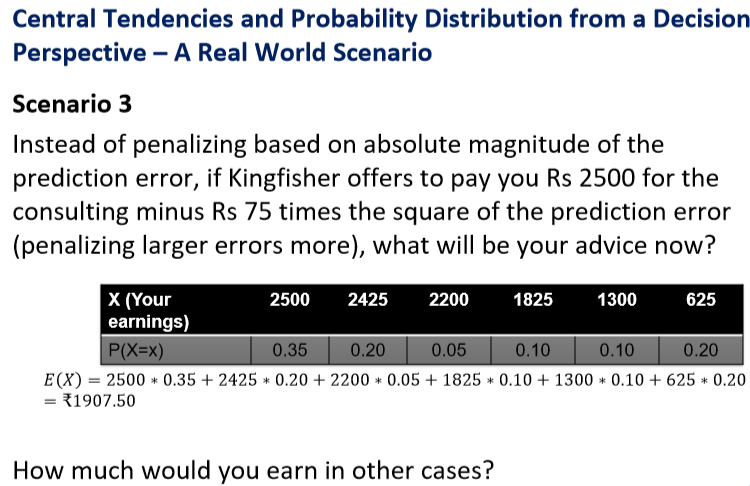 Central Tendencies and Probability Distribution from a Decision
Perspective – A Real World Scenario
Scenario 3
Instead of penalizing based on absolute magnitude of the
prediction error, if Kingfisher offers to pay you Rs 2500 for the
consulting minus Rs 75 times the square of the prediction error
(penalizing larger errors more), what will be your advice now?
X (Your earnings) 2500 2425 2200 1825 1300 625
P(X=x) 0.35 0.20 0.05 0.10 0.10 0.20
E(X) = 2500 * 0.35 + 2425 * 0.20 + 2200 * 0.05 + 1825 * 0.10 + 1300 * 0.10 + 625 * 0.20
= ₹1907.50
How much would you earn in other cases?